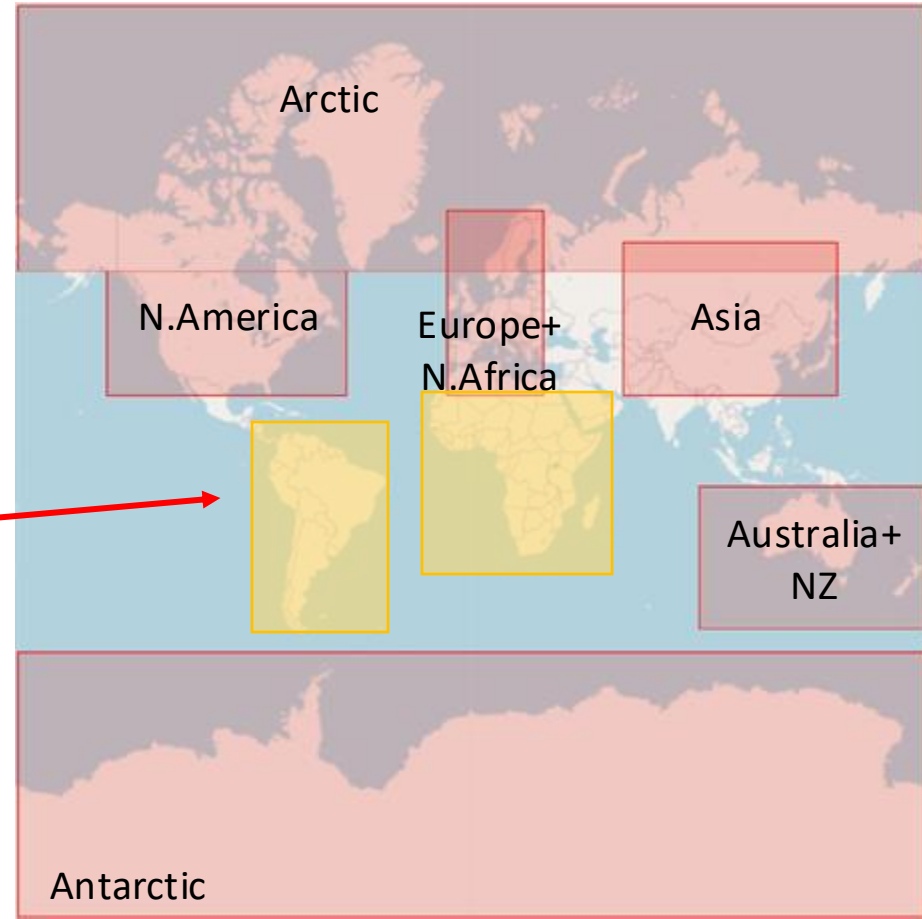 Arctic
N.America
Europe+
N.Africa
Asia
Australia+
NZ
Antarctic